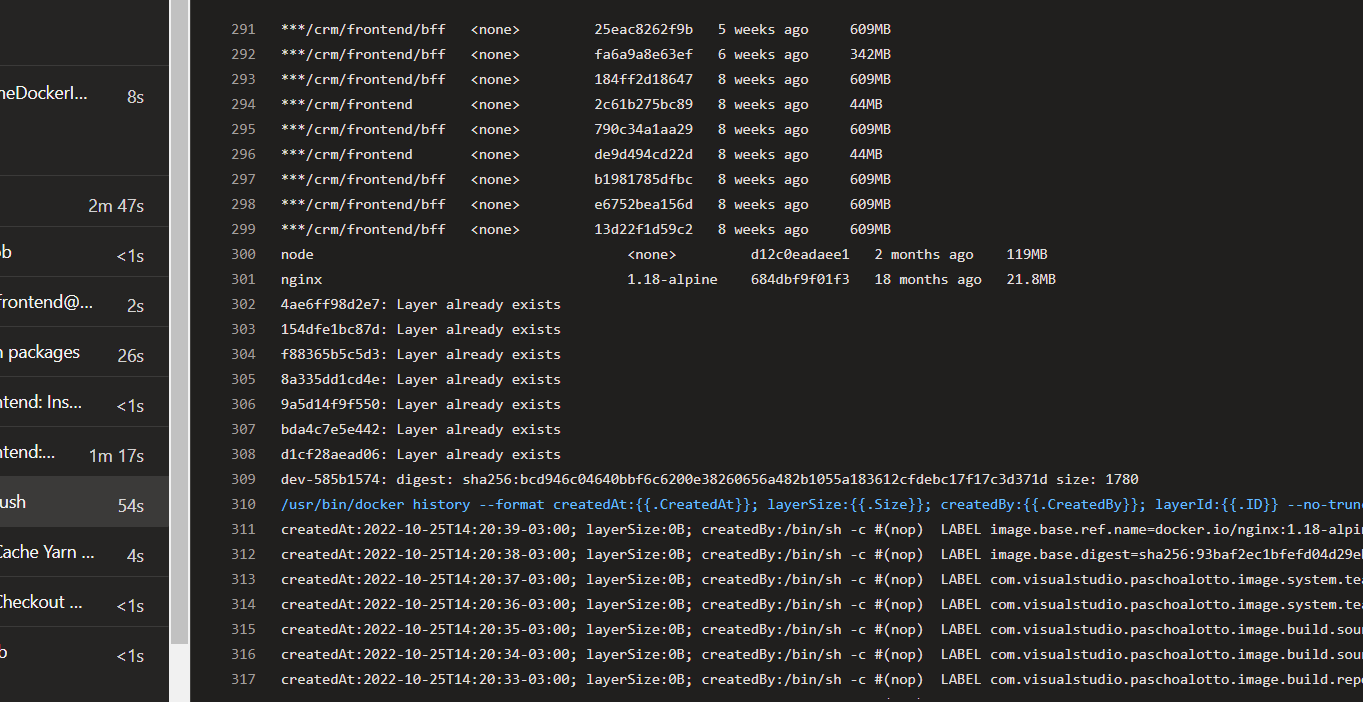 291 ***/crm/frontend/bff <none> 25eac8262f9b 5 weeks ago 609MB
292 ***/crm/frontend/bff <none> fa6a9a8e63ef 6 weeks ago 342MB
neDockerI... 8s
293 ***/crm/frontend/bff <none> 184ff2d18647 8 weeks ago 609MB
294 ***/crm/frontend <none> 2c61b275bc89 8 weeks ago 44MB
295 ***/crm/frontend/bff <none> 790c34a1aa29 8 weeks ago 609MB
296 ***/crm/frontend <none> de9d494cd22d 8 weeks ago 44MB
297 ***/crm/frontend/bff <none> b1981785dfbc 8 weeks ago 609MB
2m 47s
298 ***/crm/frontend/bff <none> e6752bea156d 8 weeks ago 609MB
299 ***/crm/frontend/bff <none> 13d22f1d59c2 8 weeks ago 609MB
b <1s
300 node <none> d12c0eadaee1 2 months ago 119MB
301 nginx 1.18-alpine 684dbf9f01f3 18 months ago 21.8MB
frontend@... 2s
302 4ae6ff98d2e7: Layer already exists
303 154dfe1bc87d: Layer already exists
n packages 26s
304 f88365b5c5d3: Layer already exists
305 8a335dd1cd4e: Layer already exists
ntend: Ins... <1s
306 9a5d14f9f550: Layer already exists
307 bda4c7e5e442: Layer already exists
ntend:... 1m 17s
308 d1cf28aead06: Layer already exists
309 dev-585b1574: digest: sha256:bcd946c04640bbf6c6200e38260656a482b1055a183612cfdebc17f17c3d371d size: 1780
ush 54s
310 /usr/bin/docker history --format createdAt:{{.CreatedAt}}; layerSize:{{.Size}}; createdBy:{{.CreatedBy}}; layerId:{{.ID}} --no-trunc
311 createdAt:2022-10-25T14:20:39-03:00; layerSize:0B; createdBy:/bin/sh -c #(nop) LABEL image.base.ref.name=docker.io/nginx:1.18-alpin
Cache Yarn ... 4s
312 createdAt:2022-10-25T14:20:38-03:00; layerSize:0B; createdBy:/bin/sh -c #(nop) LABEL image.base.digest=sha256:93baf2ec1bfefd04d29eb
313 createdAt:2022-10-25T14:20:37-03:00; layerSize:0B; createdBy:/bin/sh -c #(nop) LABEL com.visualstudio.paschoalotto.image.system.tea
Checkout ... <1s
314 createdAt:2022-10-25T14:20:36-03:00; layerSize:0B; createdBy:/bin/sh -c #(nop) LABEL com.visualstudio.paschoalotto.image.system.tea
315 createdAt:2022-10-25T14:20:35-03:00; layerSize:0B; createdBy:/bin/sh -c #(nop) LABEL com.visualstudio.paschoalotto.image.build.sour
b <1s
316 createdAt:2022-10-25T14:20:34-03:00; layerSize:0B; createdBy:/bin/sh -c #(nop) LABEL com.visualstudio.paschoalotto.image.build.sour
317 createdAt:2022-10-25T14:20:33-03:00; layerSize:0B; createdBy:/bin/sh -c #(nop) LABEL com.visualstudio.paschoalotto.image.build.repo